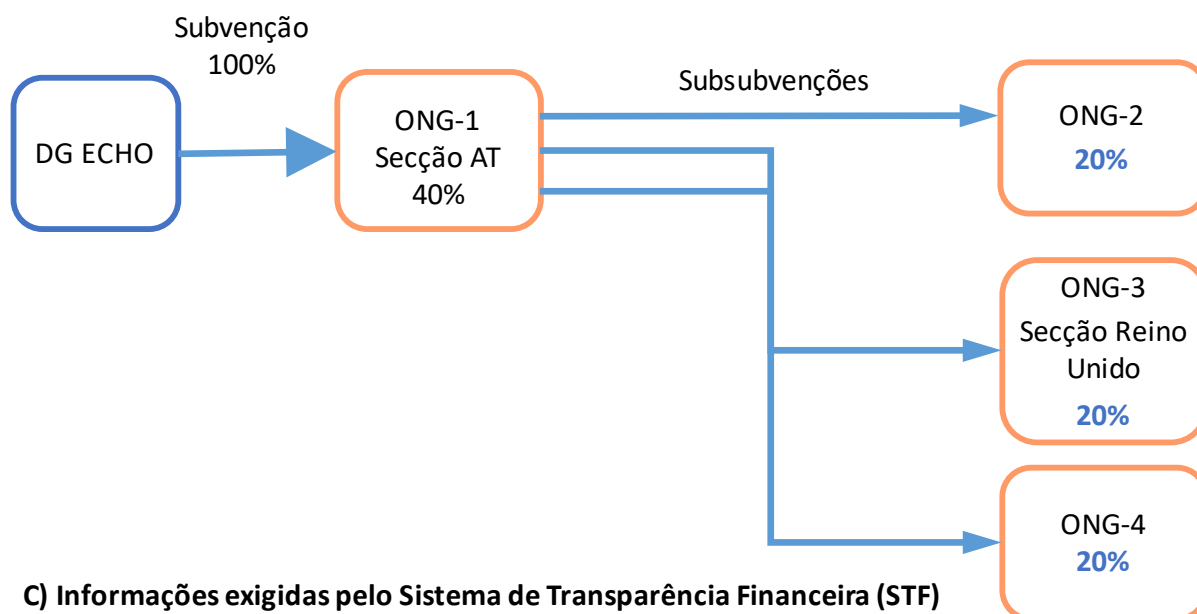 Subvenção
100%
DG ECHO
ONG-1
Secção AT
40%
Subsubvenções
ONG-2
20%
ONG-3
Secção Reino
Unido
20%
ONG-4
20%
C) Informações exigidas pelo Sistema de Transparência Financeira (STF)